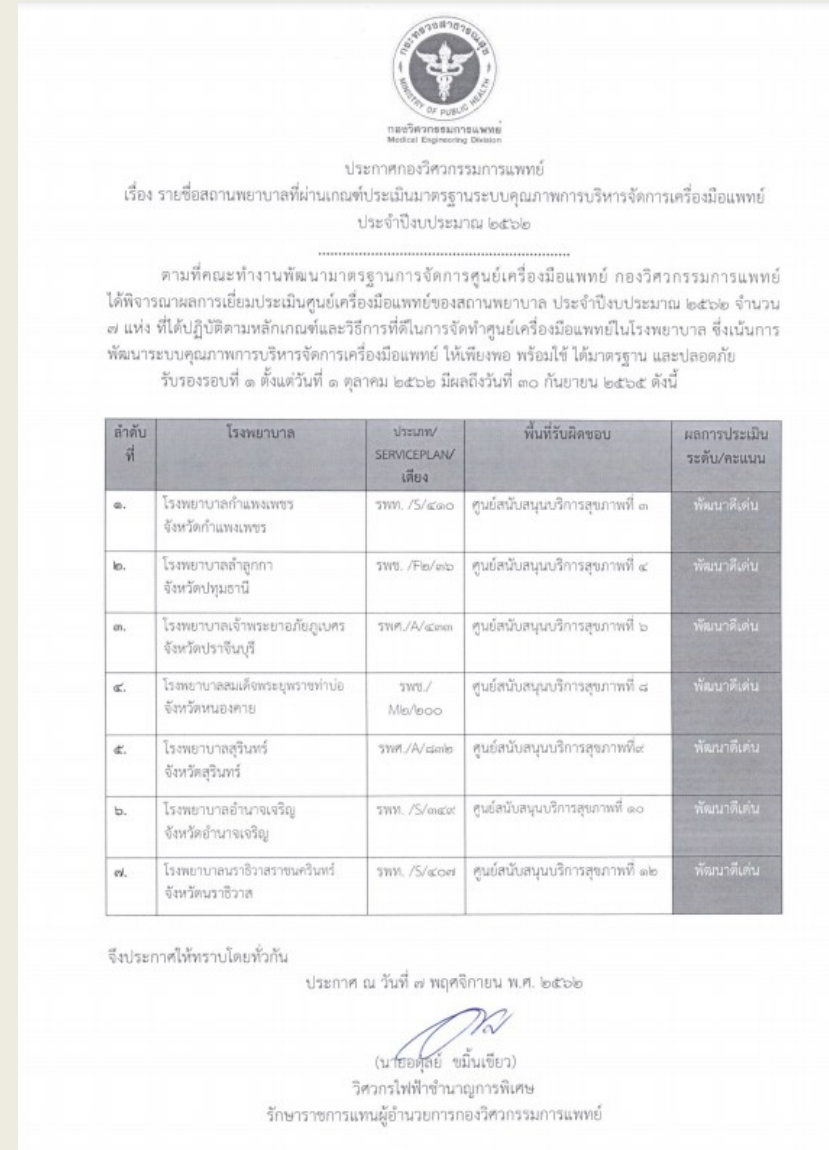 กระทรวงสาธารณสุข
MINISTRY OF PUBLIC HEALTH
กองวิศวกรรมการแพทย์
Medical Engineering Division
ประกาศกองวิศวกรรมการแพทย์
เรื่อง รายชื่อสถานพยาบาลที่ผ่านเกณฑ์ประเมินมาตรฐานระบบคุณภาพการบริหารจัดการเครื่องมือแพทย์
ประจำปีงบประมาณ ๒๕๖๒
ตามที่คณะทำงานพัฒนามาตรฐานการจัดการศูนย์เครื่องมือแพทย์ กองวิศวกรรมการแพทย์
ได้พิจารณาผลการเยี่ยมประเมินศูนย์เครื่องมือแพทย์ของสถานพยาบาล ประจำปีงบประมาณ ๒๕๖๒ จำนวน
๗ แห่ง ที่ได้ปฏิบัติตามหลักเกณฑ์และวิธีการที่ดีในการจัดทำศูนย์เครื่องมือแพทย์ในโรงพยาบาล ซึ่งเน้นการ
พัฒนาระบบคุณภาพการบริหารจัดการเครื่องมือแพทย์ ให้เพียงพอ พร้อมใช้ ได้มาตรฐาน และปลอดภัย
รับรองรอบที่ ๑ ตั้งแต่วันที่ ๑ ตุลาคม ๒๕๖๒ มีผลถึงวันที่ ๓๐ กันยายน ๒๕๖๕ ดังนี้
ลำดับที่ โรงพยาบาล ประเภท/SERVICEPLAN/เตียง พื้นที่รับผิดชอบ ผลการประเมินระดับ/คะแนน
๑. โรงพยาบาลกำแพงเพชร รพท. /S/๔๑๐ ศูนย์สนับสนุนบริการสุขภาพที่ ๓ พัฒนาดีเด่น
จังหวัดกำแพงเพชร
๒. โรงพยาบาลลำลูกกา รพช. /F๒/๓๖ ศูนย์สนับสนุนบริการสุขภาพที่ ๔ พัฒนาดีเด่น
จังหวัดปทุมธานี
๓. โรงพยาบาลเจ้าพระยาอภัยภูเบศร รพศ./A/๔๓๓ ศูนย์สนับสนุนบริการสุขภาพที่ ๖ พัฒนาดีเด่น
จังหวัดปราจีนบุรี
๔. โรงพยาบาลสมเด็จพระยุพราชท่าบ่อ รพช./ ศูนย์สนับสนุนบริการสุขภาพที่ ๘ พัฒนาดีเด่น
จังหวัดหนองคาย M๒/๒๐๐
๕. โรงพยาบาลสุรินทร์ รพศ./A/๘๓๒ ศูนย์สนับสนุนบริการสุขภาพที่๙ พัฒนาดีเด่น
จังหวัดสุรินทร์
๖. โรงพยาบาลอำนาจเจริญ รพท. /S/๓๔๙ ศูนย์สนับสนุนบริการสุขภาพที่ ๑๐ พัฒนาดีเด่น
จังหวัดอำนาจเจริญ
๗. โรงพยาบาลนราธิวาสราชนครินทร์ รพท. /S/๔๐๗ ศูนย์สนับสนุนบริการสุขภาพที่ ๑๒ พัฒนาดีเด่น
จังหวัดนราธิวาส
จึงประกาศให้ทราบโดยทั่วกัน
ประกาศ ณ วันที่ ๗ พฤศจิกายน พ.ศ. ๒๕๖๒
(นายอดุลย์ ขมิ้นเขียว)
วิศวกรไฟฟ้าชำนาญการพิเศษ
รักษาราชการแทนผู้อำนวยการกองวิศวกรรมการแพทย์